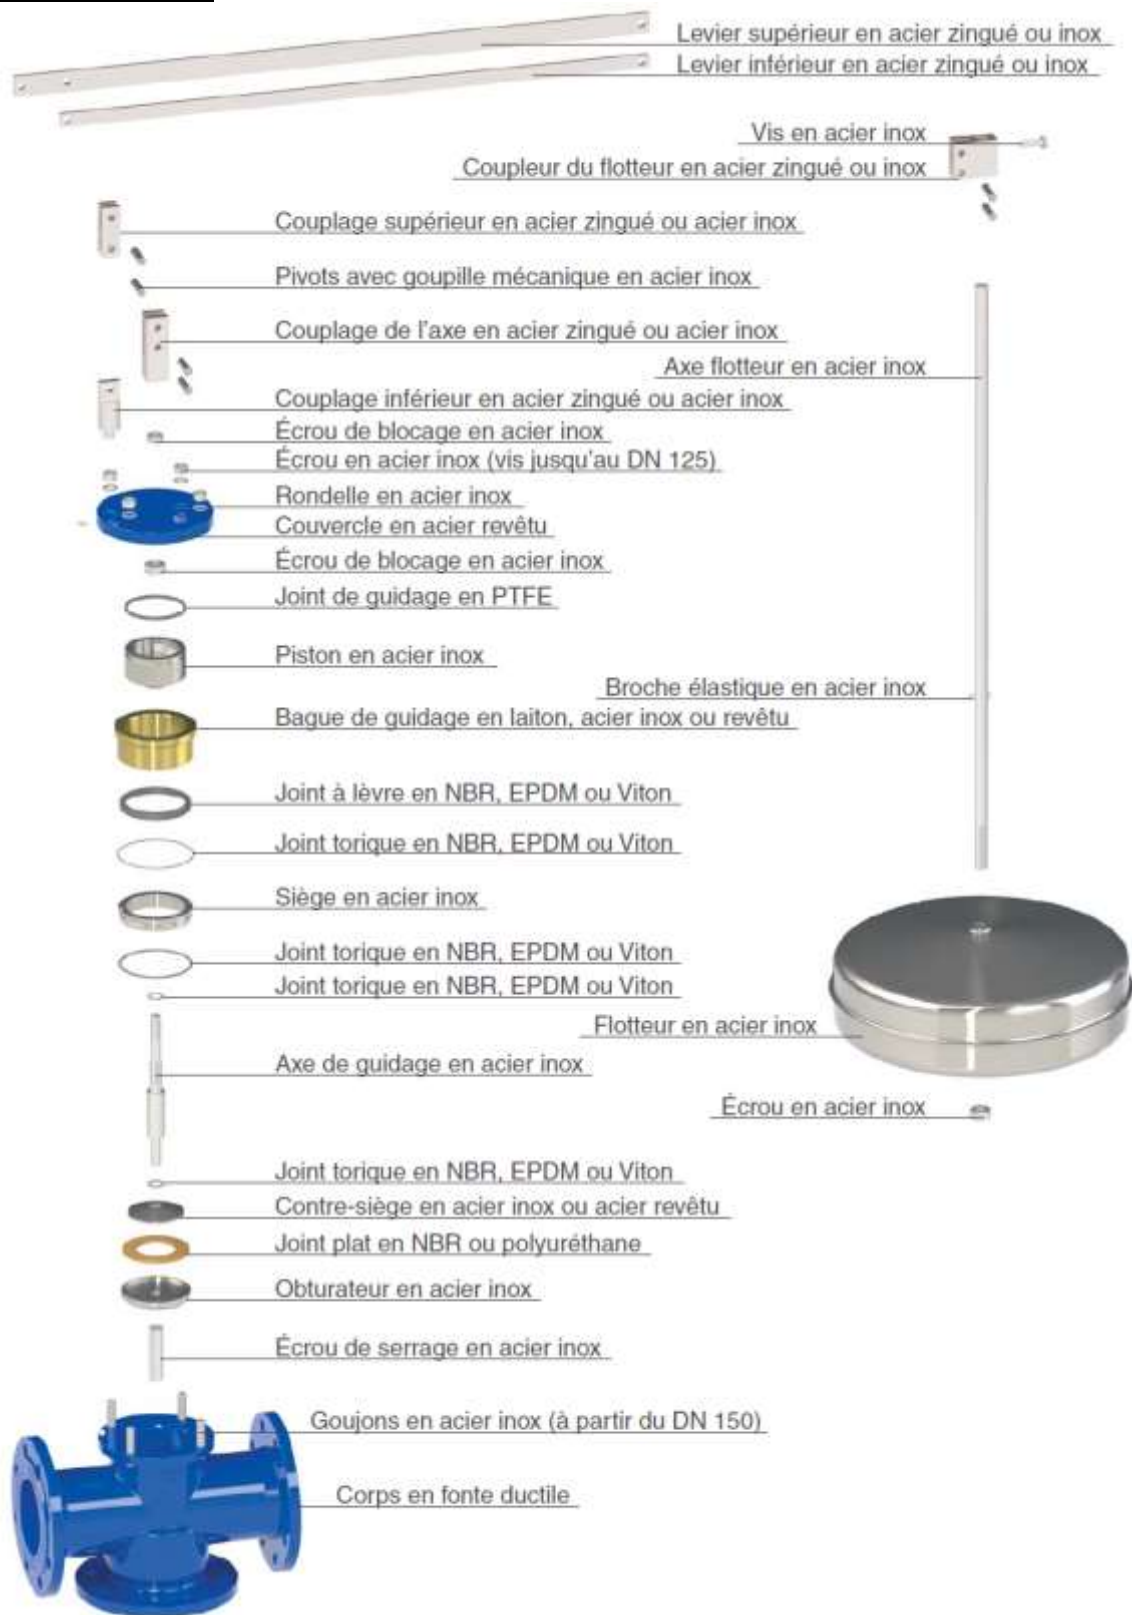 Levier supérieur en acier zingué ou inox
Levier inférieur en acier zingué ou inox
Vis en acier inox
Coupleur du flotteur en acier zingué ou inox
Couplage supérieur en acier zingué ou acier inox
Pivots avec goupille mécanique en acier inox
Couplage de l'axe en acier zingué ou acier inox
Axe flotteur en acier inox
Couplage inférieur en acier zingué ou acier inox
Écrou de blocage en acier inox
Écrou en acier inox (vis jusqu'au DN 125)
Rondelle en acier inox
Couvercle en acier revêtu
Écrou de blocage en acier inox
Joint de guidage en PTFE
Piston en acier inox
Broche élastique en acier inox
Bague de guidage en laiton, acier inox ou revêtu
Joint à lèvre en NBR, EPDM ou Viton
Joint torique en NBR, EPDM ou Viton
Siège en acier inox
Joint torique en NBR, EPDM ou Viton
Joint torique en NBR, EPDM ou Viton
Flotteur en acier inox
Axe de guidage en acier inox
Écrou en acier inox
Joint torique en NBR, EPDM ou Viton
Contre-siège en acier inox ou acier revêtu
Joint plat en NBR ou polyuréthane
Obturateur en acier inox
Écrou de serrage en acier inox
Goujons en acier inox (à partir du DN 150)
Corps en fonte ductile